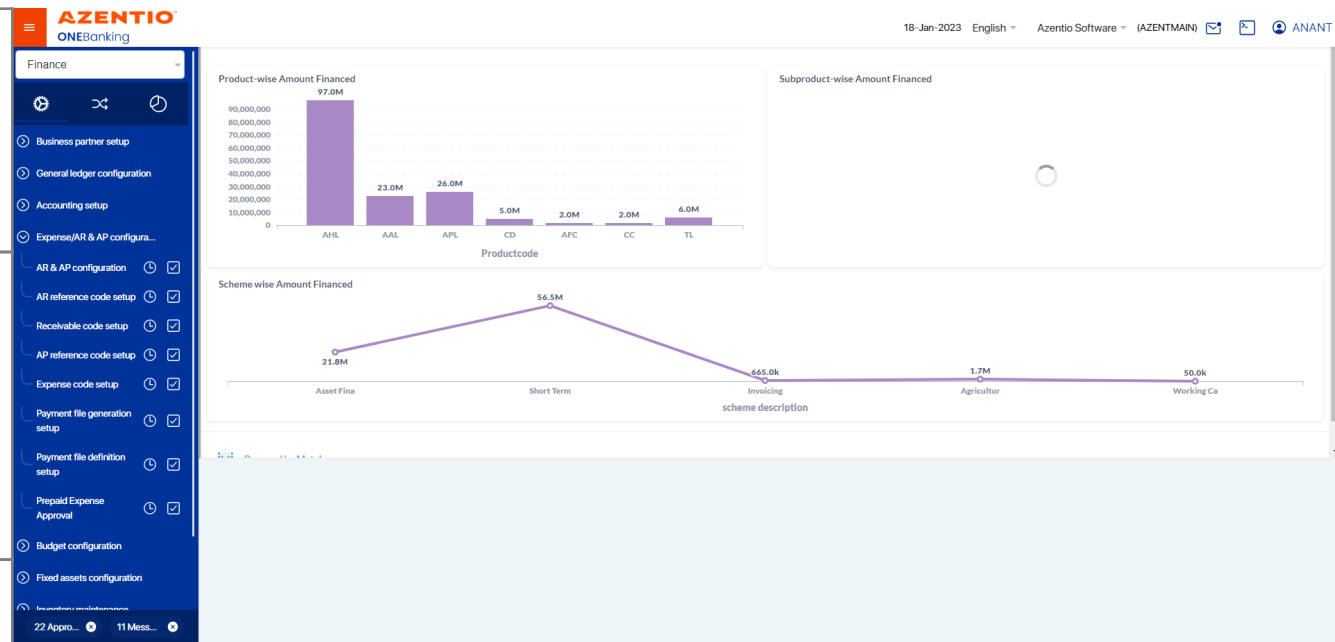 AZENTIO
ONEBanking
18-Jan-2023 English Azentio Software (AZENTMAIN) ANANT
Finance
Business partner setup
General ledger configuration
Accounting setup
Expense/AR & AP configura...
AR & AP configuration
AR reference code setup
Receivable code setup
AP reference code setup
Expense code setup
Payment file generation
setup
Payment file definition
setup
Prepaid Expense
Approval
Budget configuration
Fixed assets configuration
Inventory maintenance
22 Appro... 11 Mess...
Product-wise Amount Financed
97.0M
90,000,000
80,000,000
70,000,000
60,000,000
50,000,000
40,000,000
30,000,000
20,000,000
10,000,000
0
23.0M
26.0M
5.0M
2.0M
2.0M
6.0M
AHL AAL APL CD AFC CC TL
Productcode
Subproduct-wise Amount Financed
Scheme wise Amount Financed
56.5M
21.8M
665.0k
1.7M
50.0k
Asset Fina Short Term Invoicing Agricultur Working Ca
scheme description